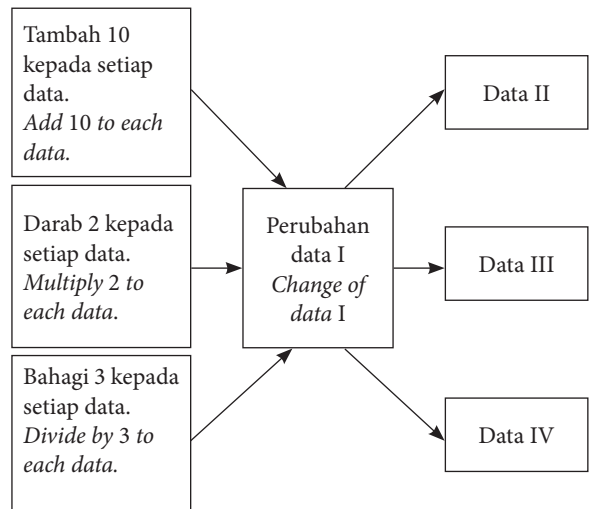 Tambah 10
kepada setiap
data.
Add 10 to each
data.
Darab 2 kepada
setiap data.
Multiply 2 to
each data.
Bahagi 3 kepada
setiap data.
Divide by 3 to
each data.
Perubahan
data I
Change of
data I
Data II
Data III
Data IV